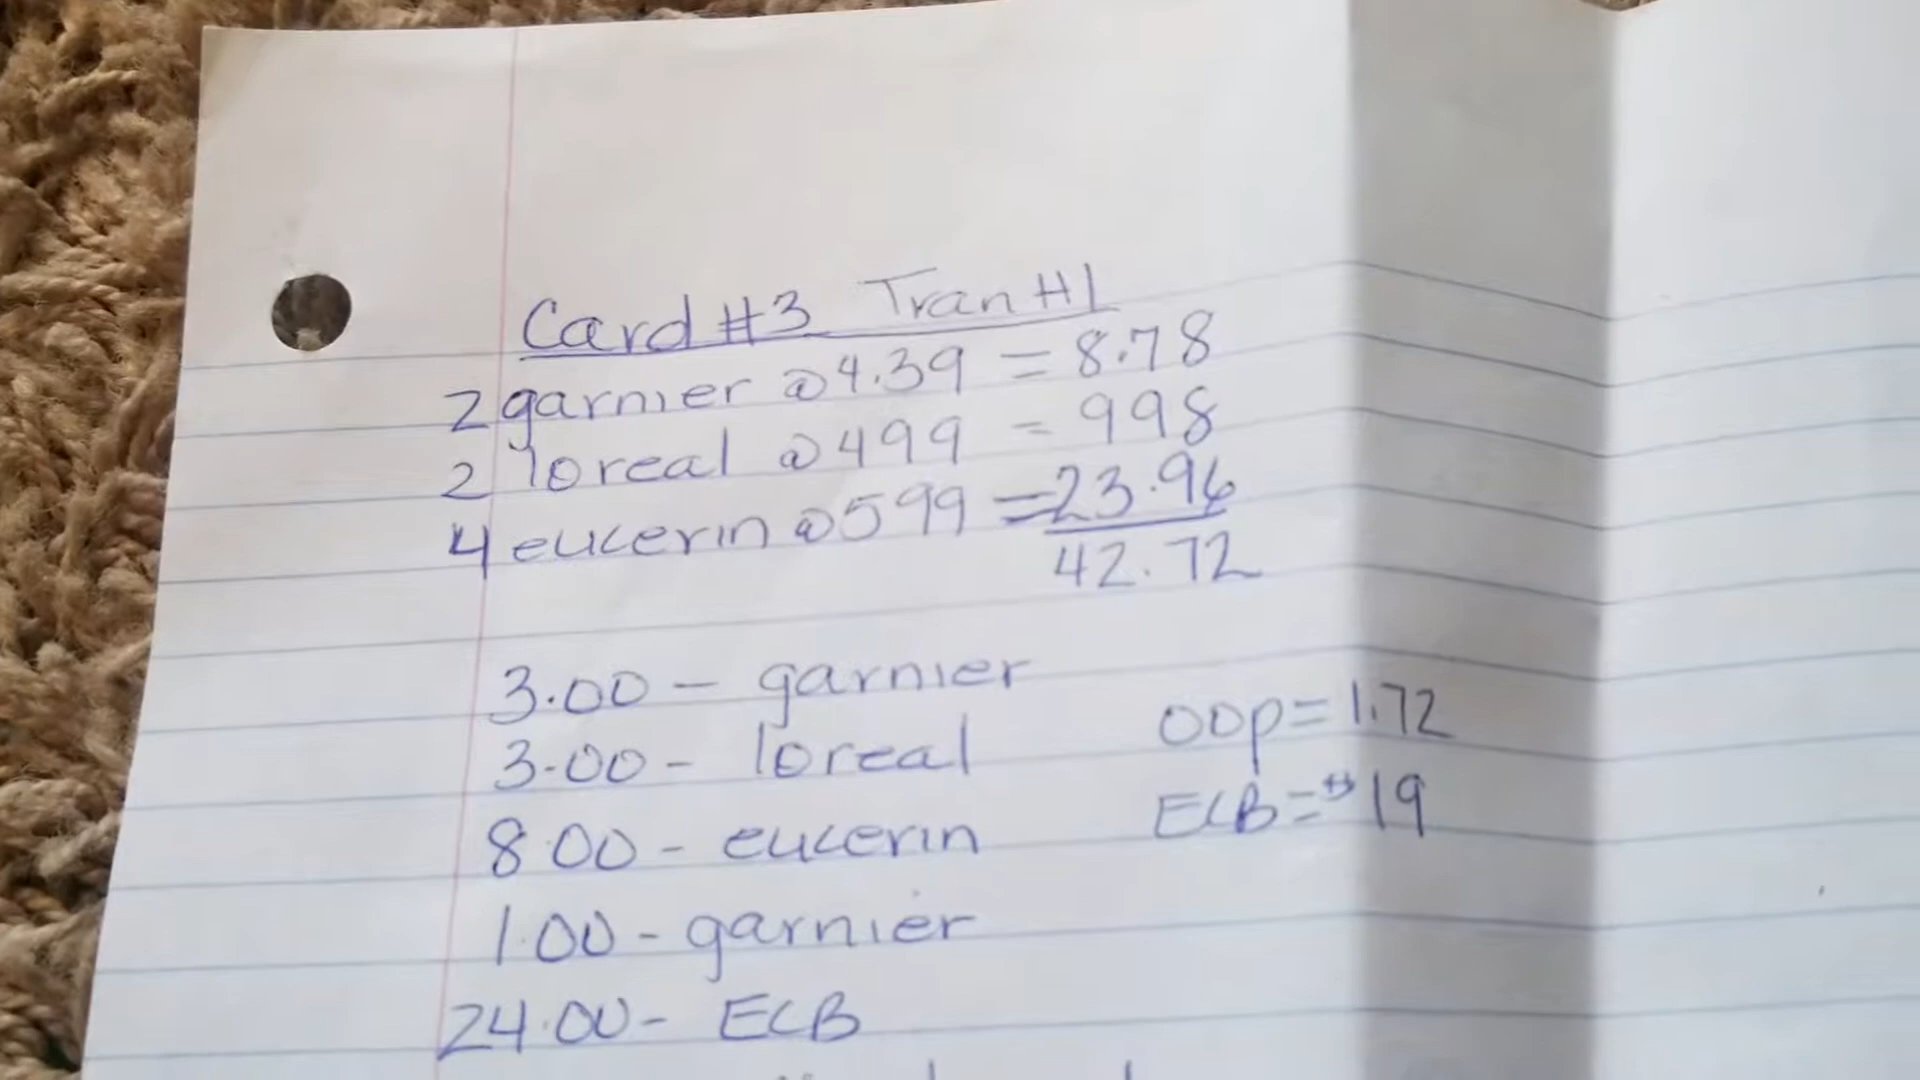 Card #3 Tran #1
2 garnier @ 4.39 = 8.78
2 loreal @ 499 = 998
4 eucerin @ 599 = 23.96
42.72
3.00 - garnier
3.00 - loreal
8.00 - eucerin
1.00 - garnier
24.00 - ECB
OOp = 1.72
ECB = $19